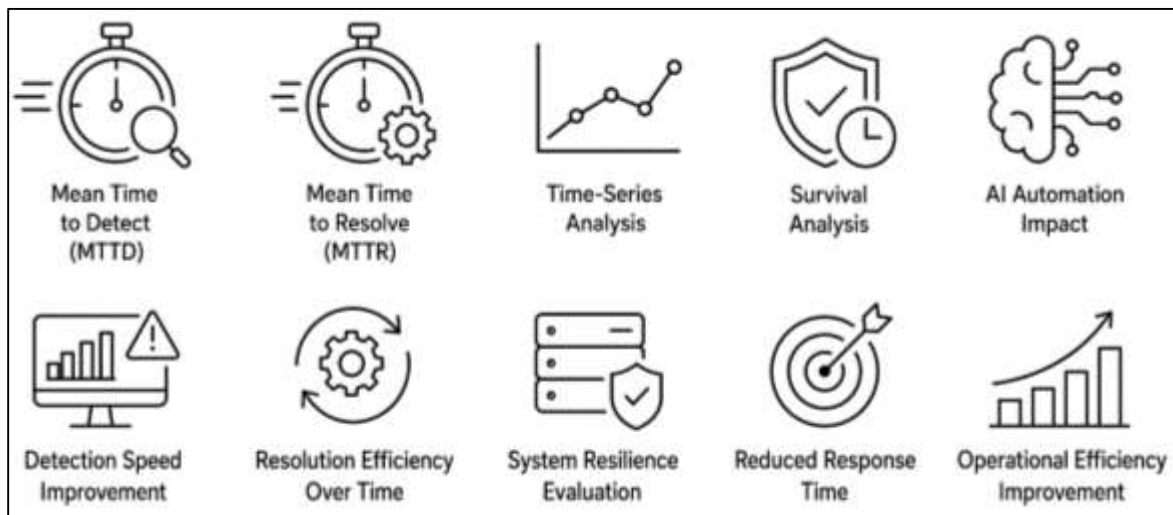 Mean Time
to Detect
(MTTD)
Mean Time
to Resolve
(MTTR)
Time-Series
Analysis
Survival
Analysis
AI Automation
Impact
Detection Speed
Improvement
Resolution Efficiency
Over Time
System Resilience
Evaluation
Reduced Response
Time
Operational Efficiency
Improvement